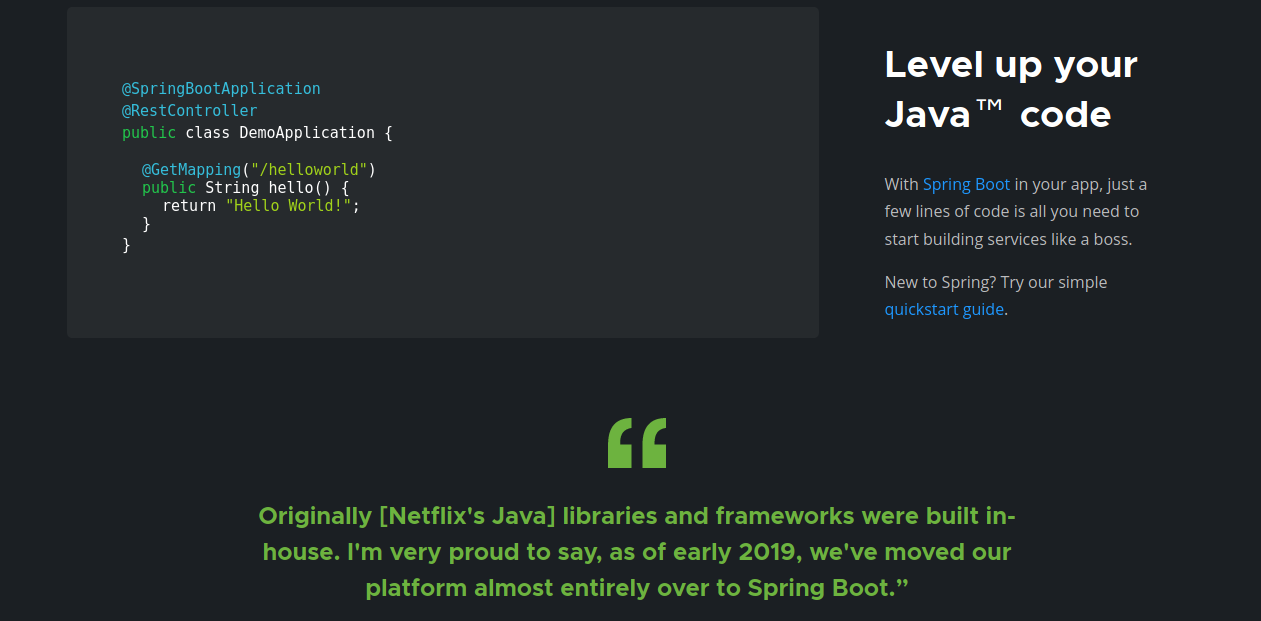 @SpringBootApplication
@RestController
public class DemoApplication {
@GetMapping("/helloworld")
public String hello() {
return "Hello World!";
}
}
Level up your
Java™ code
With Spring Boot in your app, just a
few lines of code is all you need to
start building services like a boss.
New to Spring? Try our simple
quickstart guide.
“
Originally [Netflix's Java] libraries and frameworks were built in-
house. I'm very proud to say, as of early 2019, we've moved our
platform almost entirely over to Spring Boot.”